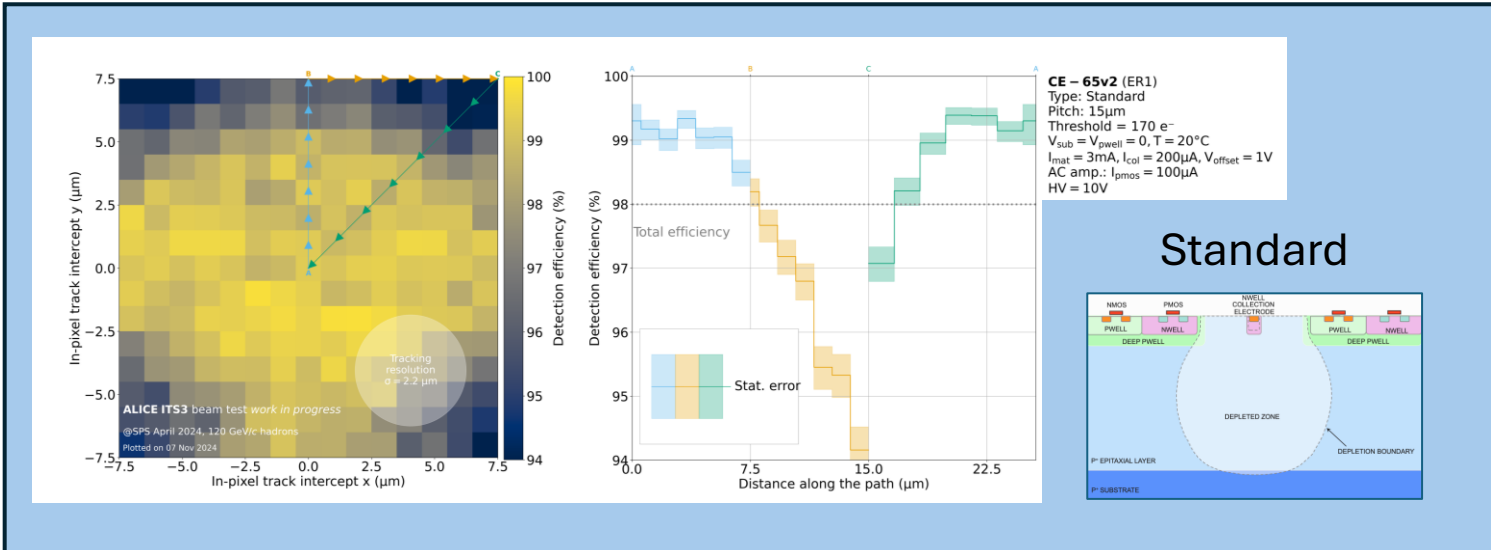 B
C
7.5
5.0
2.5
0.0
−2.5
−5.0
−7.5
In-pixel track intercept y (μm)
A
Tracking
resolution
σ = 2.2 μm
ALICE ITS3 beam test work in progress
@SPS April 2024, 120 GeV/c hadrons
Plotted on 07 Nov 2024
−7.5
−5.0
−2.5
0.0
2.5
5.0
7.5
In-pixel track intercept x (μm)
100
99
98
97
96
95
94
Detection efficiency (%)
A
B
C
A
100
99
98
97
96
95
94
Detection efficiency (%)
Total efficiency
Stat. error
0.0
7.5
15.0
22.5
Distance along the path (μm)
CE − 65v2 (ER1)
Type: Standard
Pitch: 15μm
Threshold = 170 e⁻
V_sub = V_pwell = 0, T = 20°C
I_mat = 3mA, I_col = 200μA, V_offset = 1V
AC amp.: I_pmos = 100μA
HV = 10V
Standard
NMOS
PMOS
NWELL
COLLECTION
ELECTRODE
PWELL
NWELL
PWELL
NWELL
DEEP PWELL
DEEP PWELL
DEPLETED ZONE
DEPLETION BOUNDARY
P⁻ EPITAXIAL LAYER
P⁺ SUBSTRATE